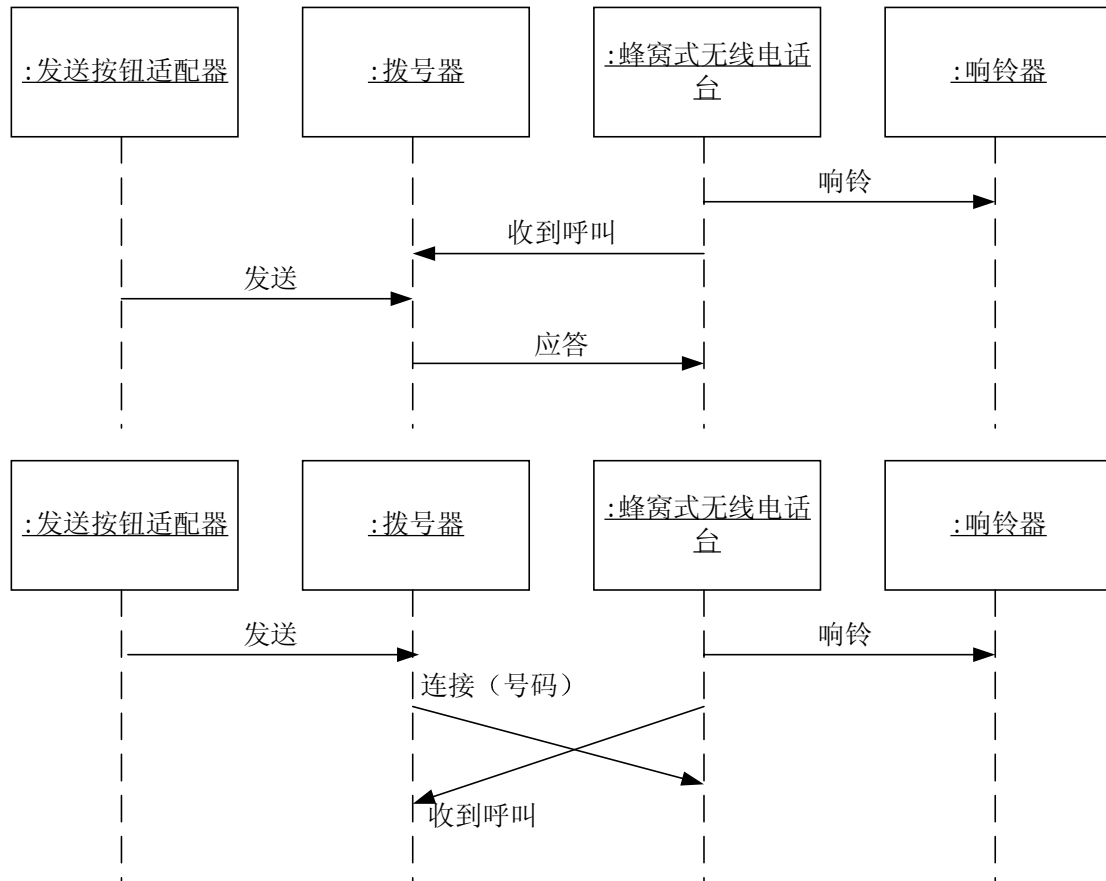 :发送按钮适配器
:拨号器
:蜂窝式无线电话
台
:响铃器
响铃
收到呼叫
发送
应答
:发送按钮适配器
:拨号器
:蜂窝式无线电话
台
:响铃器
发送
响铃
连接（号码）
收到呼叫